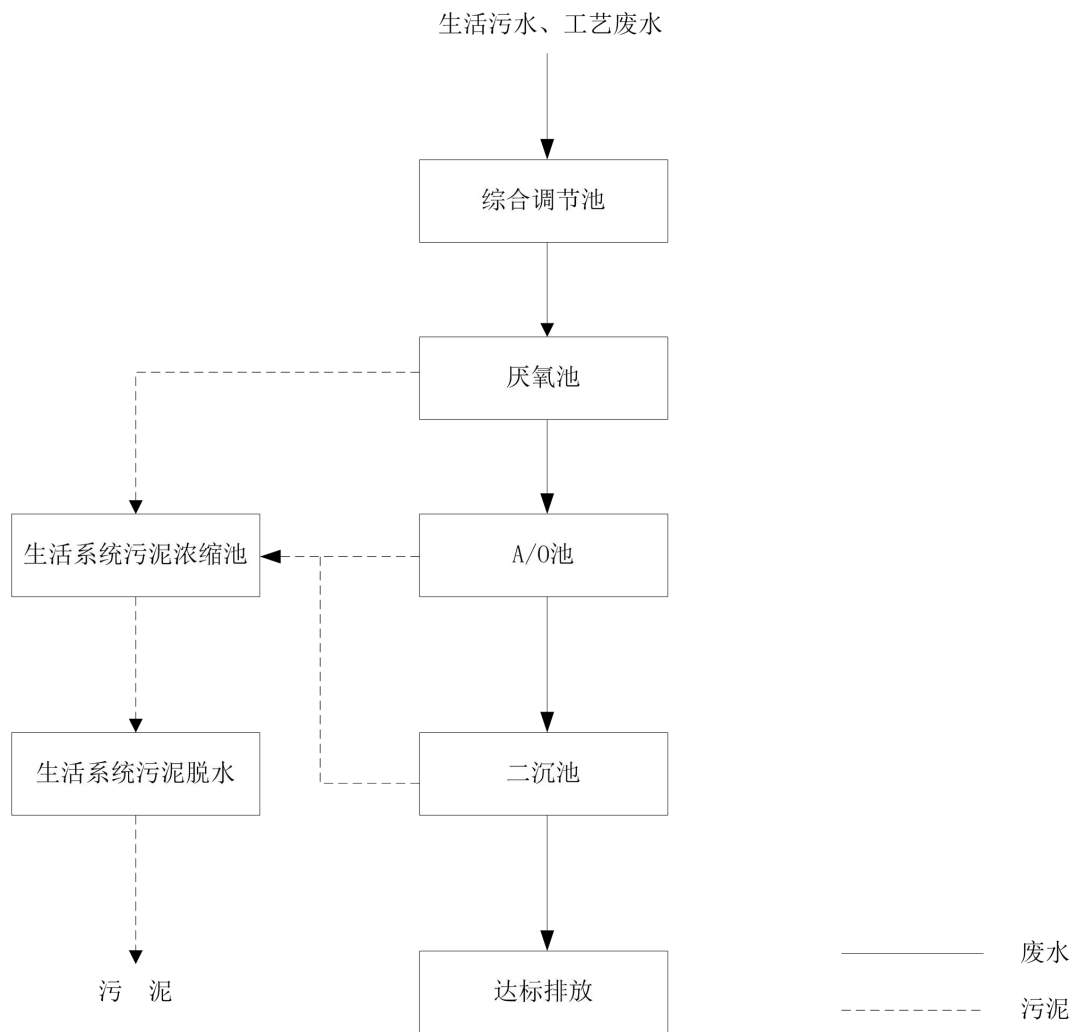 生活污水、工艺废水
综合调节池
厌氧池
生活系统污泥浓缩池
A/O池
生活系统污泥脱水
二沉池
污 泥
达标排放
废水
污泥